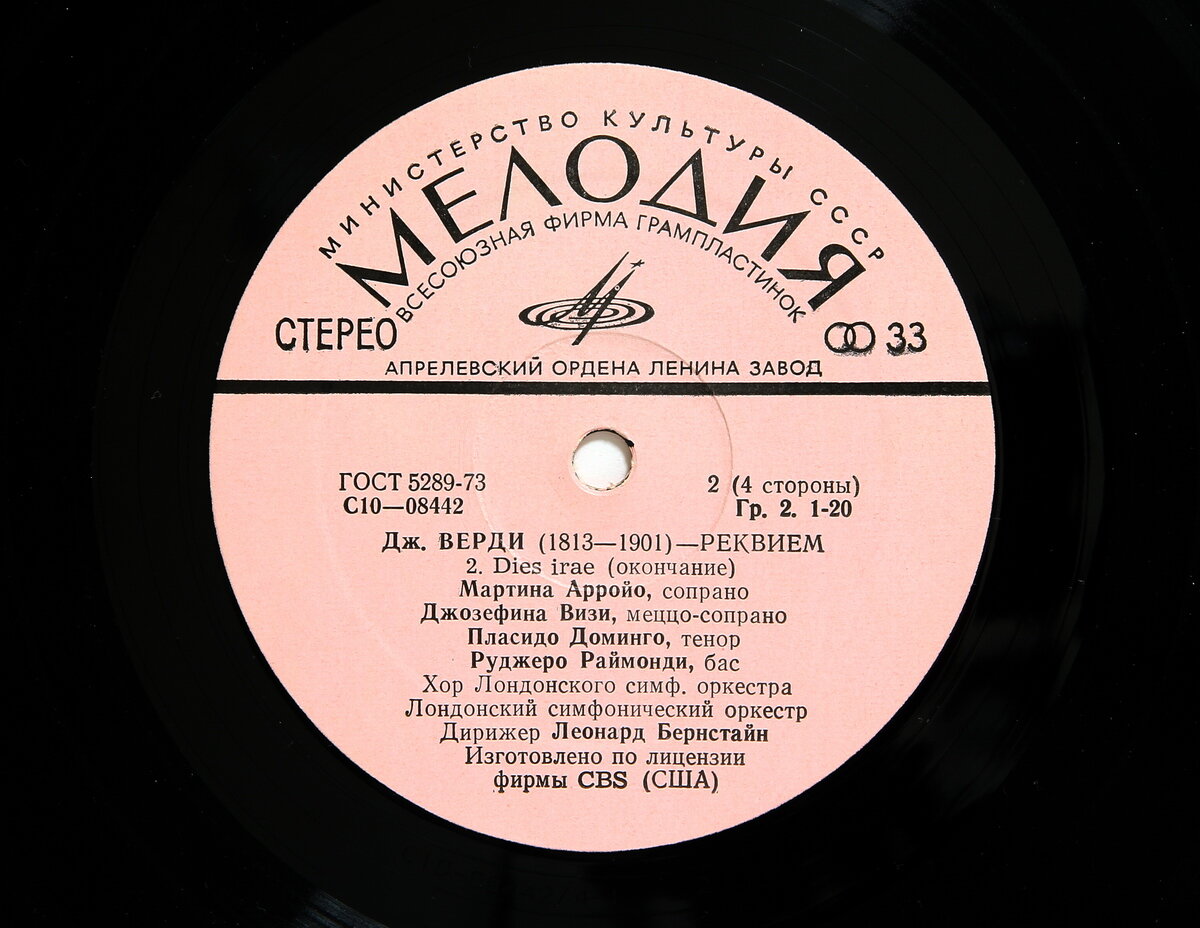 МИНИСТЕРСТВО КУЛЬТУРЫ СССР
МЕЛОДИЯ
ВСЕСОЮЗНАЯ ФИРМА ГРАМПЛАСТИНОК
СТЕРЕО
33
АПРЕЛЕВСКИЙ ОРДЕНА ЛЕНИНА ЗАВОД
ГОСТ 5289-73
С10—08442
2 (4 стороны)
Гр. 2. 1-20
Дж. ВЕРДИ (1813—1901)—РЕКВИЕМ
2. Dies irae (окончание)
Мартина Арройо, сопрано
Джозефина Визи, меццо-сопрано
Пласидо Доминго, тенор
Руджеро Раймонди, бас
Хор Лондонского симф. оркестра
Лондонский симфонический оркестр
Дирижер Леонард Бернстайн
Изготовлено по лицензии
фирмы CBS (США)